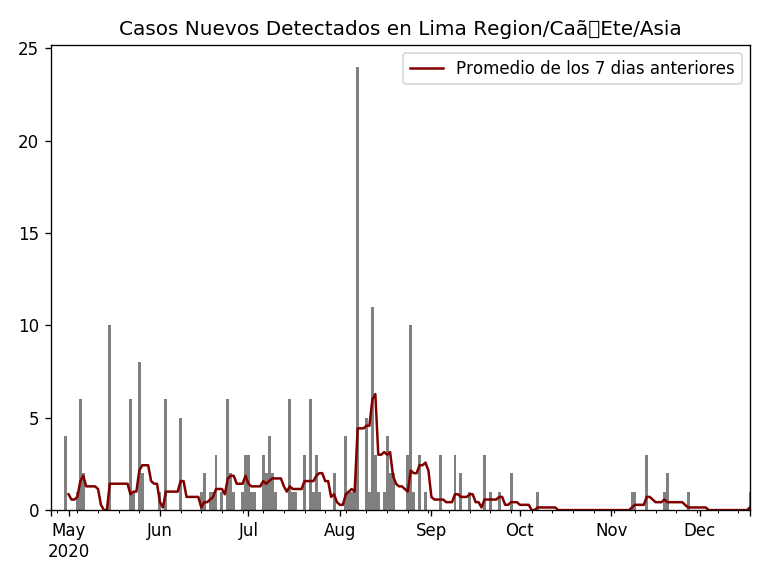 Casos Nuevos Detectados en Lima Region/Caã▯Ete/Asia
Promedio de los 7 dias anteriores
25
20
15
10
5
0
May Jun Jul Aug Sep Oct Nov Dec
2020